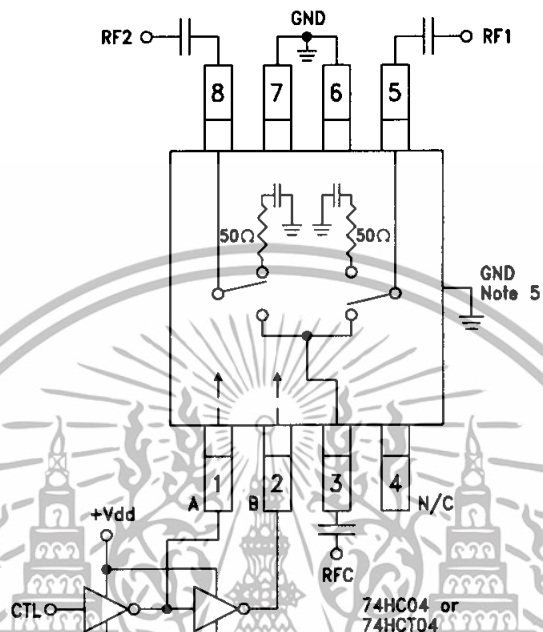 GND
RF2
RF1
8
7
6
5
50Ω
50Ω
GND
Note 5
1
2
3
4
A
B
N/C
+Vdd
RFC
CTL
74HC04 or
74HCT04